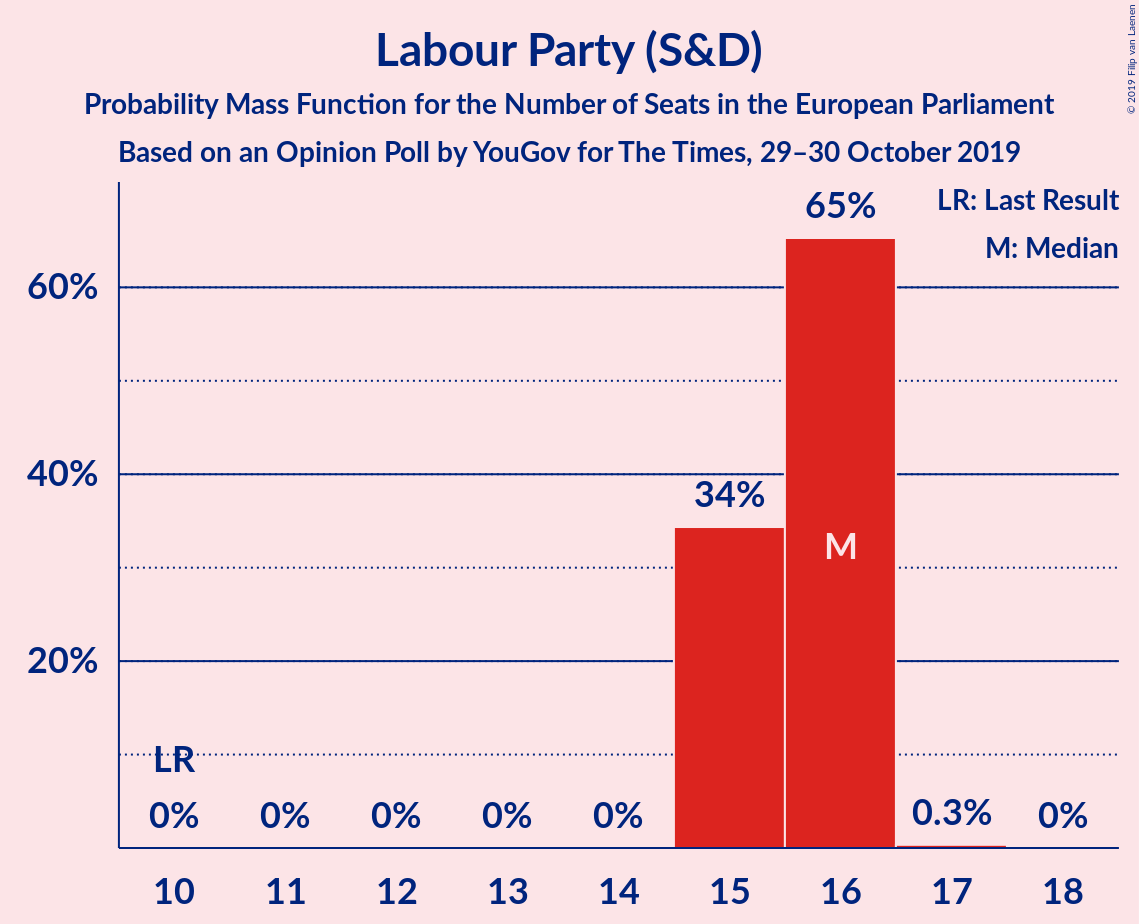 Labour Party (S&D)
Probability Mass Function for the Number of Seats in the European Parliament
Based on an Opinion Poll by YouGov for The Times, 29–30 October 2019
© 2019 Filip van Laenen
LR: Last Result
M: Median
65%
60%
40%
34%
M
20%
LR
0% 0% 0% 0% 0% 0.3% 0%
10 11 12 13 14 15 16 17 18